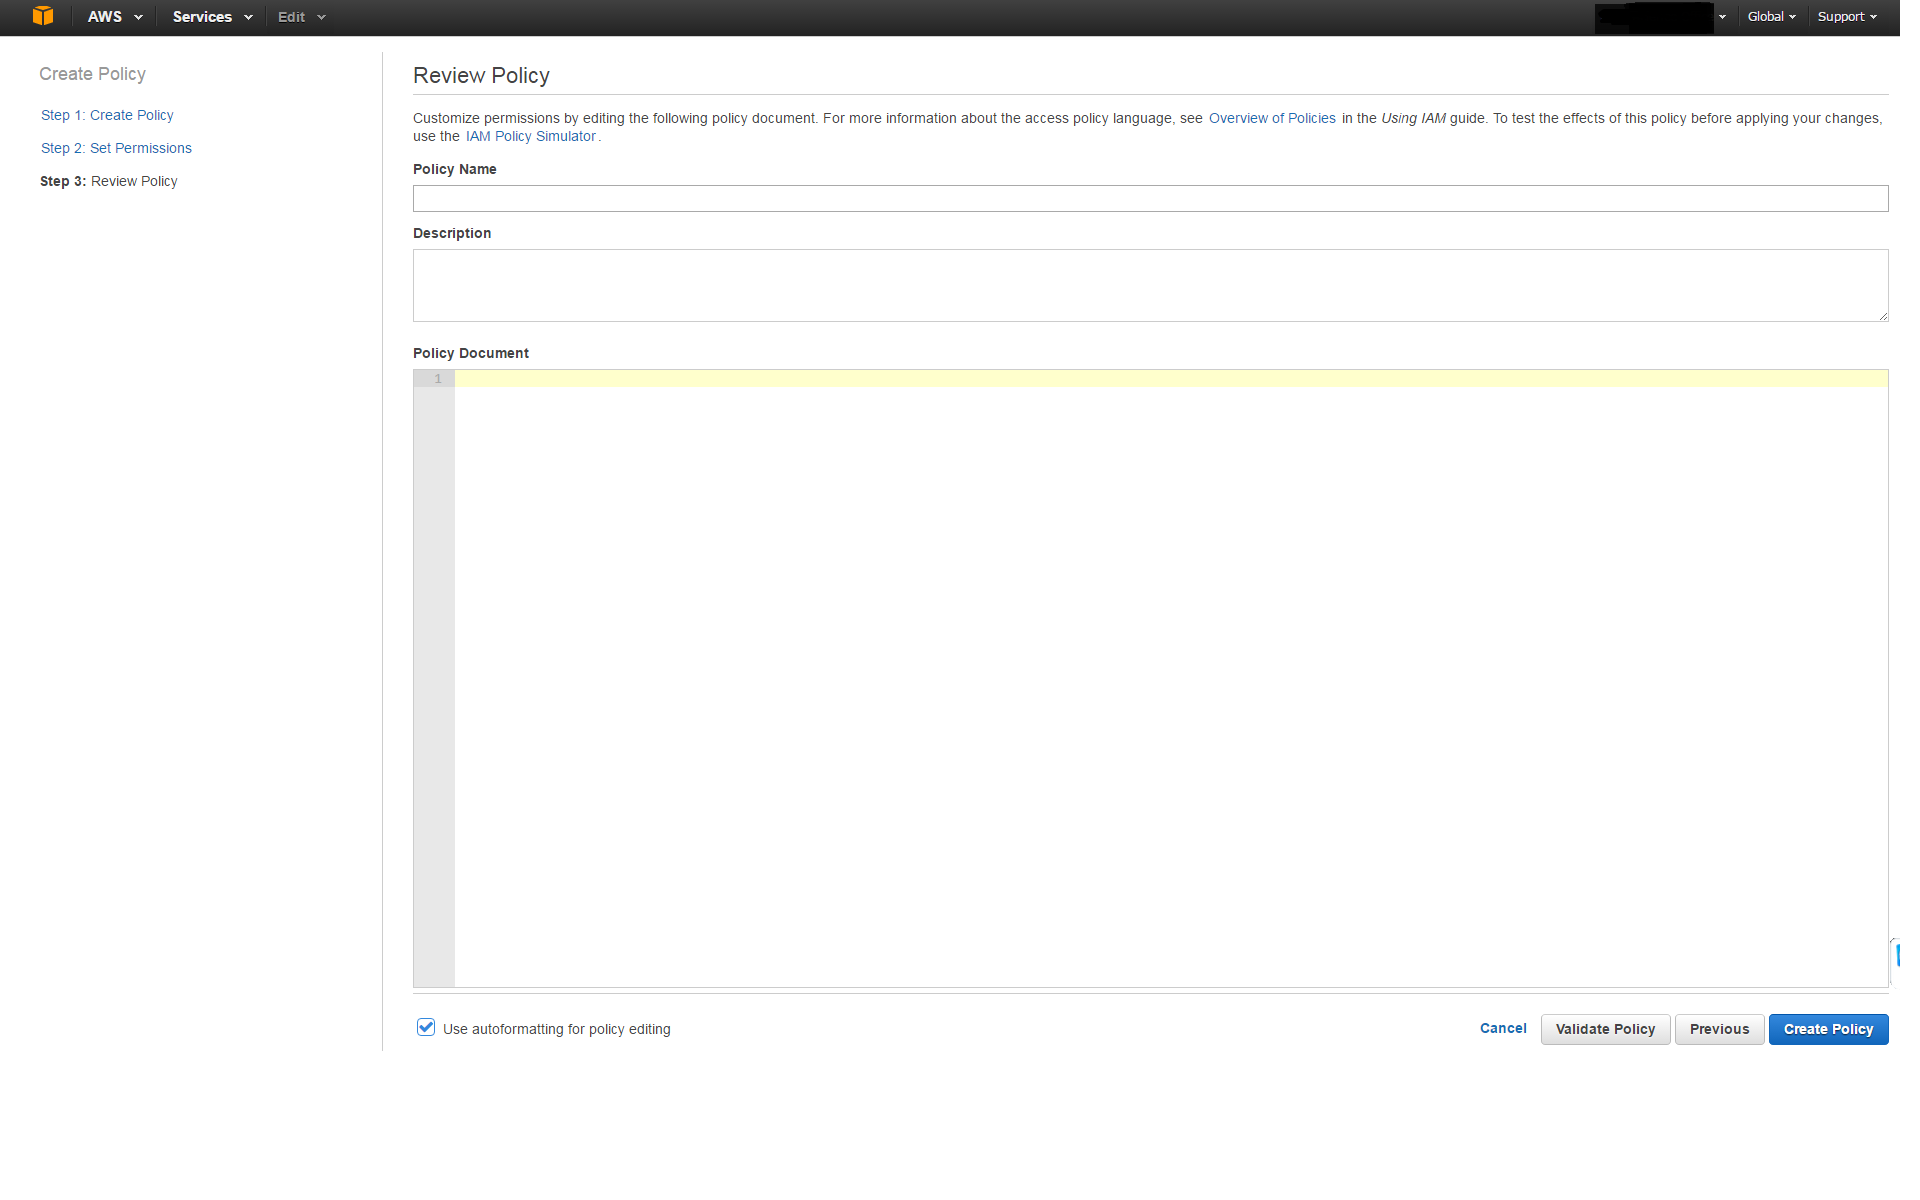 AWS Services Edit Global Support
Create Policy
Step 1: Create Policy
Step 2: Set Permissions
Step 3: Review Policy
Review Policy
Customize permissions by editing the following policy document. For more information about the access policy language, see Overview of Policies in the Using IAM guide. To test the effects of this policy before applying your changes,
use the IAM Policy Simulator.
Policy Name
Description
Policy Document
1
Use autoformatting for policy editing
Cancel Validate Policy Previous Create Policy